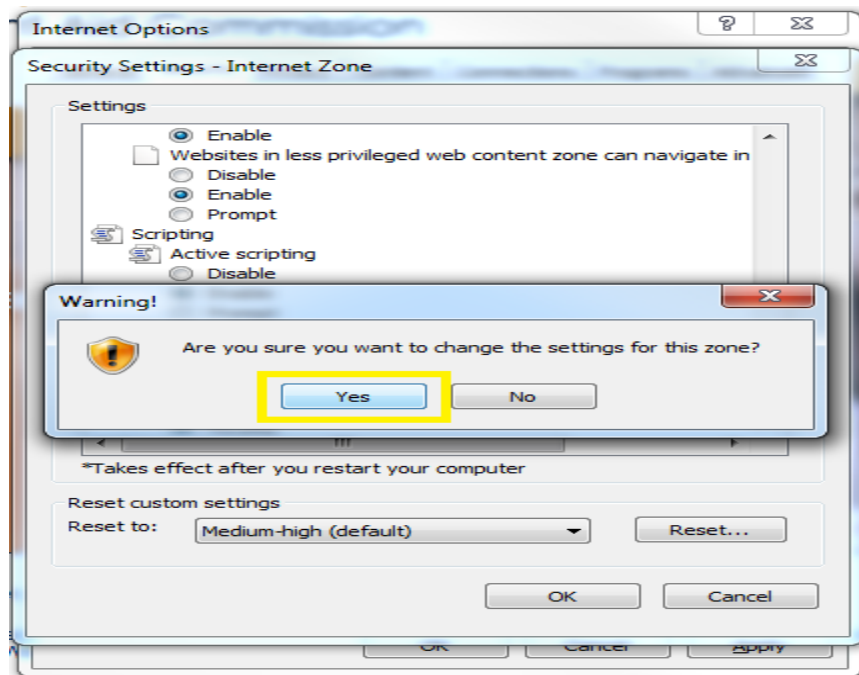 Internet Options
Security Settings - Internet Zone
Settings
Enable
Websites in less privileged web content zone can navigate in
Disable
Enable
Prompt
Scripting
Active scripting
Disable
Warning!
Are you sure you want to change the settings for this zone?
Yes No
*Takes effect after you restart your computer
Reset custom settings
Reset to: Medium-high (default) Reset...
OK Cancel
OK Cancel Apply